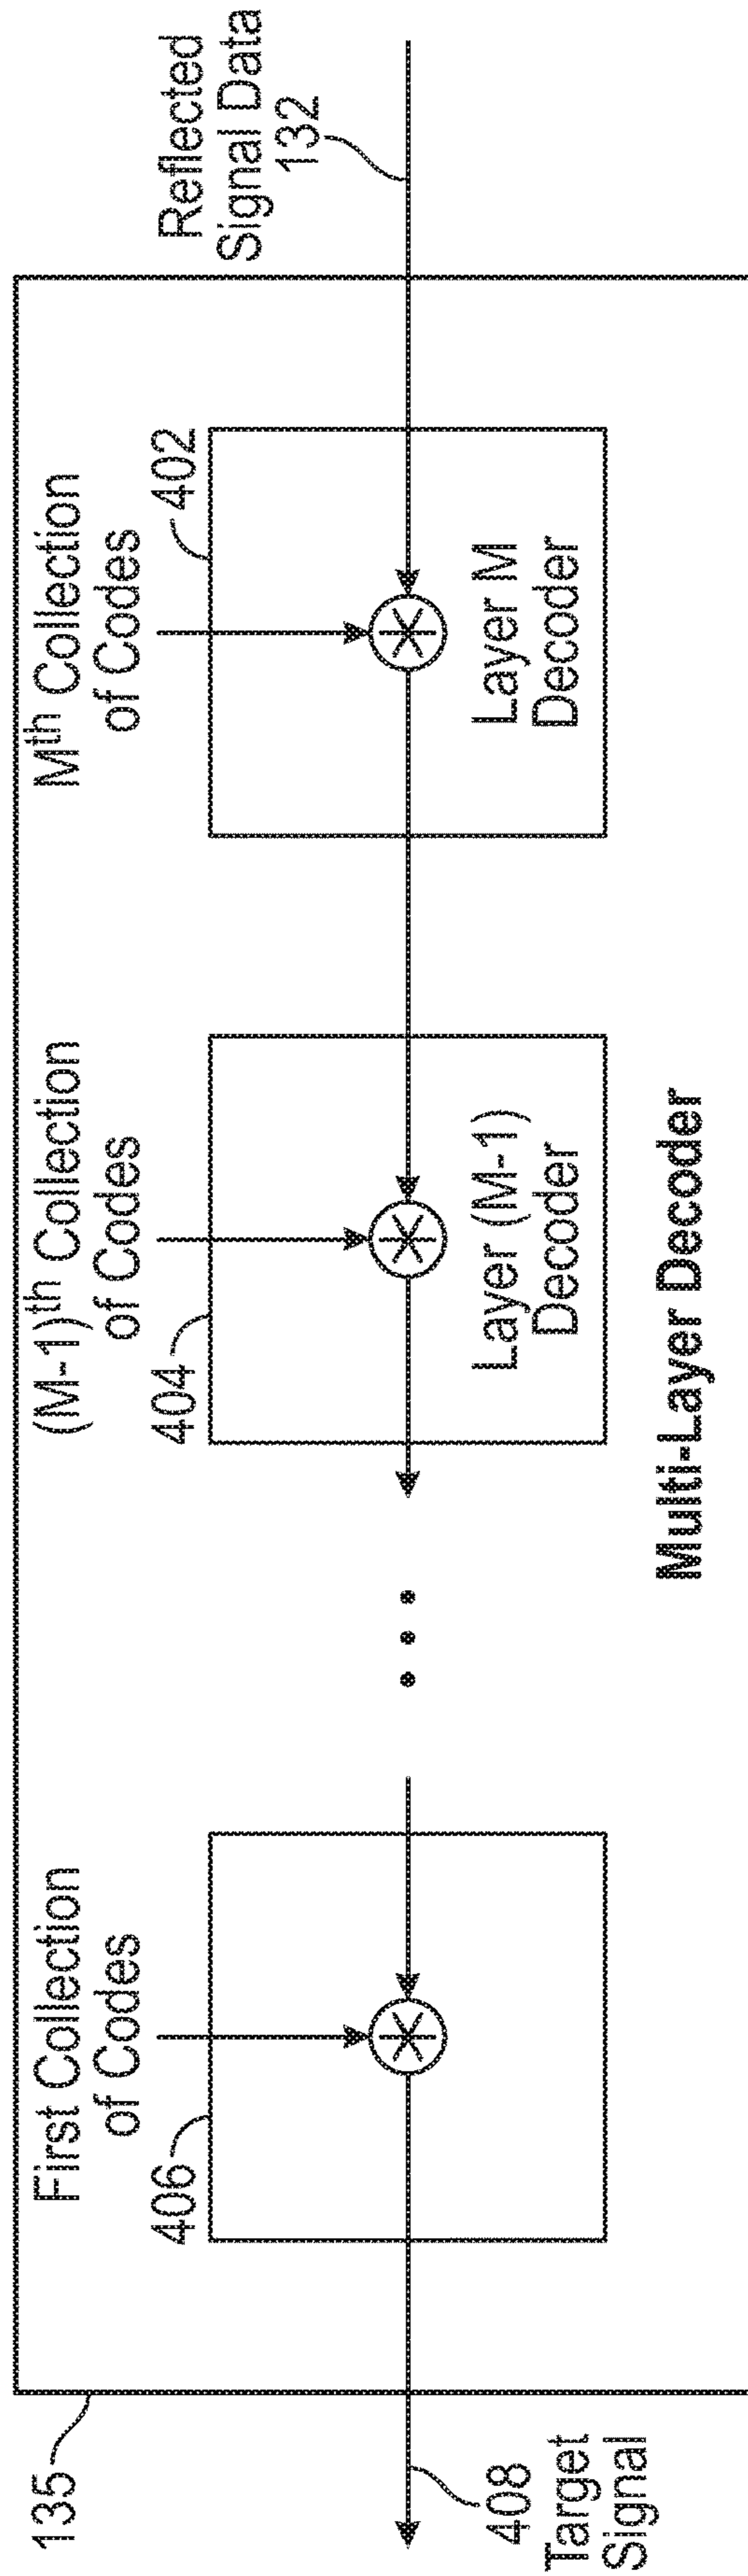 135
First Collection
of Codes
(M-1)th Collection
of Codes
Mth Collection
of Codes
Reflected
Signal Data
132
406
404
402
Layer (M-1)
Decoder
Layer M
Decoder
408
Target
Signal
Multi-Layer Decoder